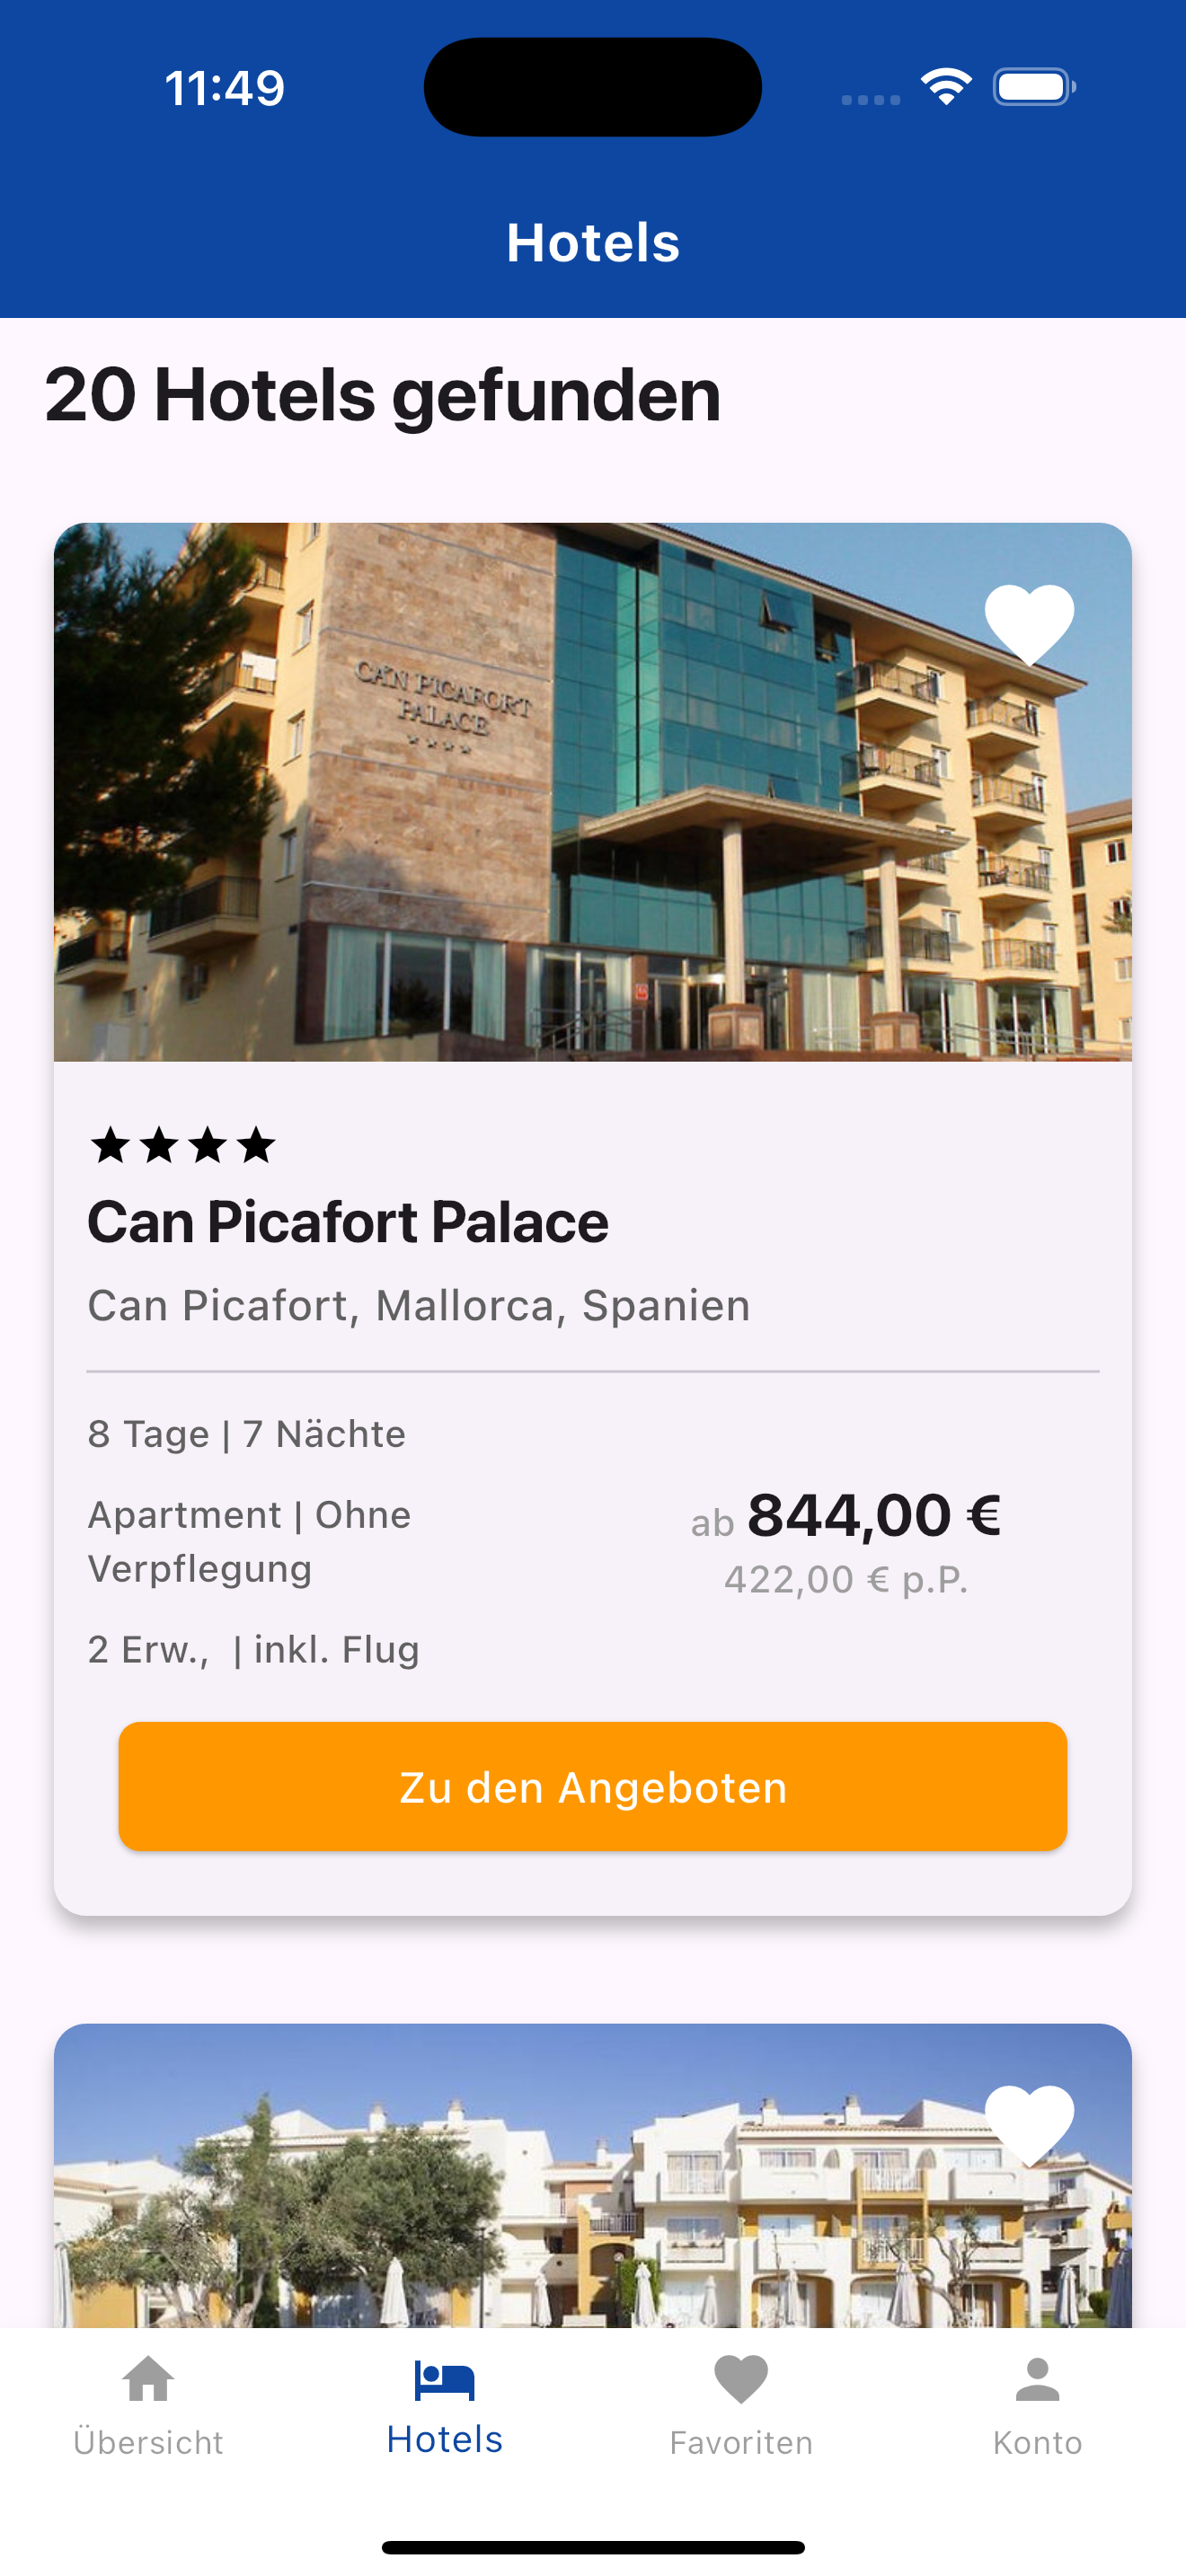 11:49
Hotels
20 Hotels gefunden
CAN PICAFORT
PALACE
Can Picafort Palace
Can Picafort, Mallorca, Spanien
8 Tage | 7 Nächte
Apartment | Ohne
Verpflegung
ab 844,00 €
422,00 € p.P.
2 Erw.,  | inkl. Flug
Zu den Angeboten
Übersicht
Hotels
Favoriten
Konto